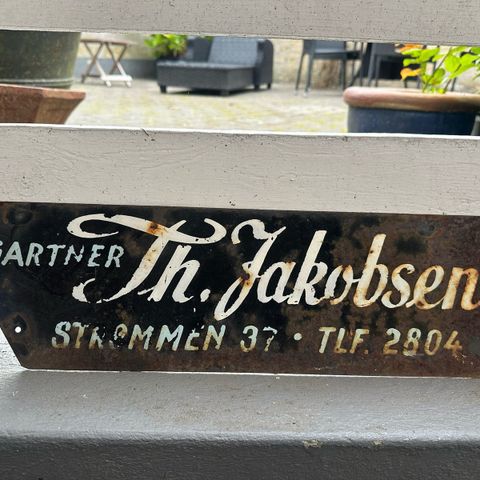 GARTNER Th. Jakobsen
STRØMMEN 37 • TLF. 2804